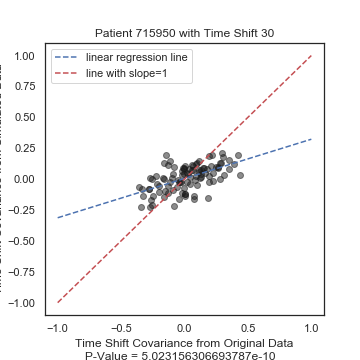 Patient 715950 with Time Shift 30
linear regression line
line with slope=1
1.00
0.75
0.50
0.25
0.00
−0.25
−0.50
−0.75
−1.00
−1.0
−0.5
0.0
0.5
1.0
Time Shift Covariance from Original Data
P-Value = 5.023156306693787e-10